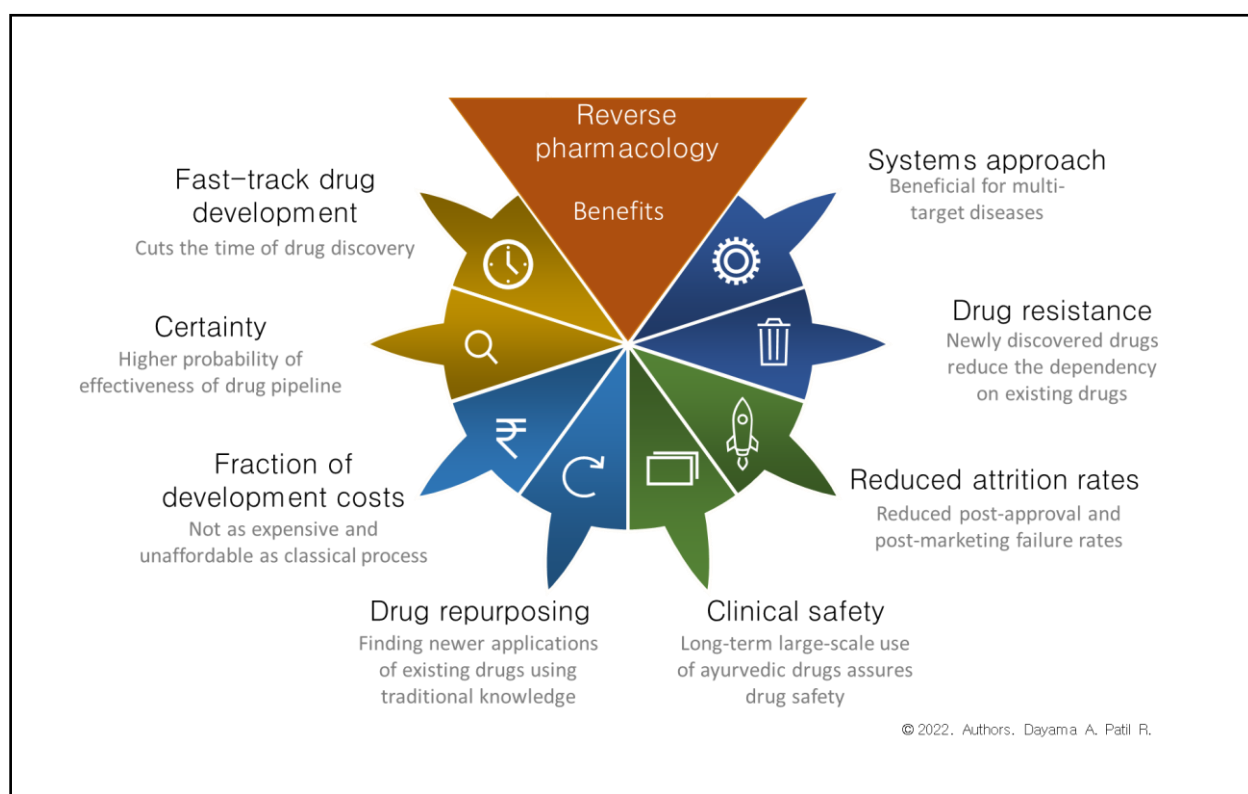 Reverse
pharmacology
Benefits
Systems approach
Beneficial for multi-
target diseases
Drug resistance
Newly discovered drugs
reduce the dependency
on existing drugs
Reduced attrition rates
Reduced post-approval and
post-marketing failure rates
Clinical safety
Long-term large-scale use
of ayurvedic drugs assures
drug safety
Drug repurposing
Finding newer applications
of existing drugs using
traditional knowledge
Fraction of
development costs
Not as expensive and
unaffordable as classical process
₹
Certainty
Higher probability of
effectiveness of drug pipeline
Fast-track drug
development
Cuts the time of drug discovery
© 2022. Authors. Dayama A. Patil R.